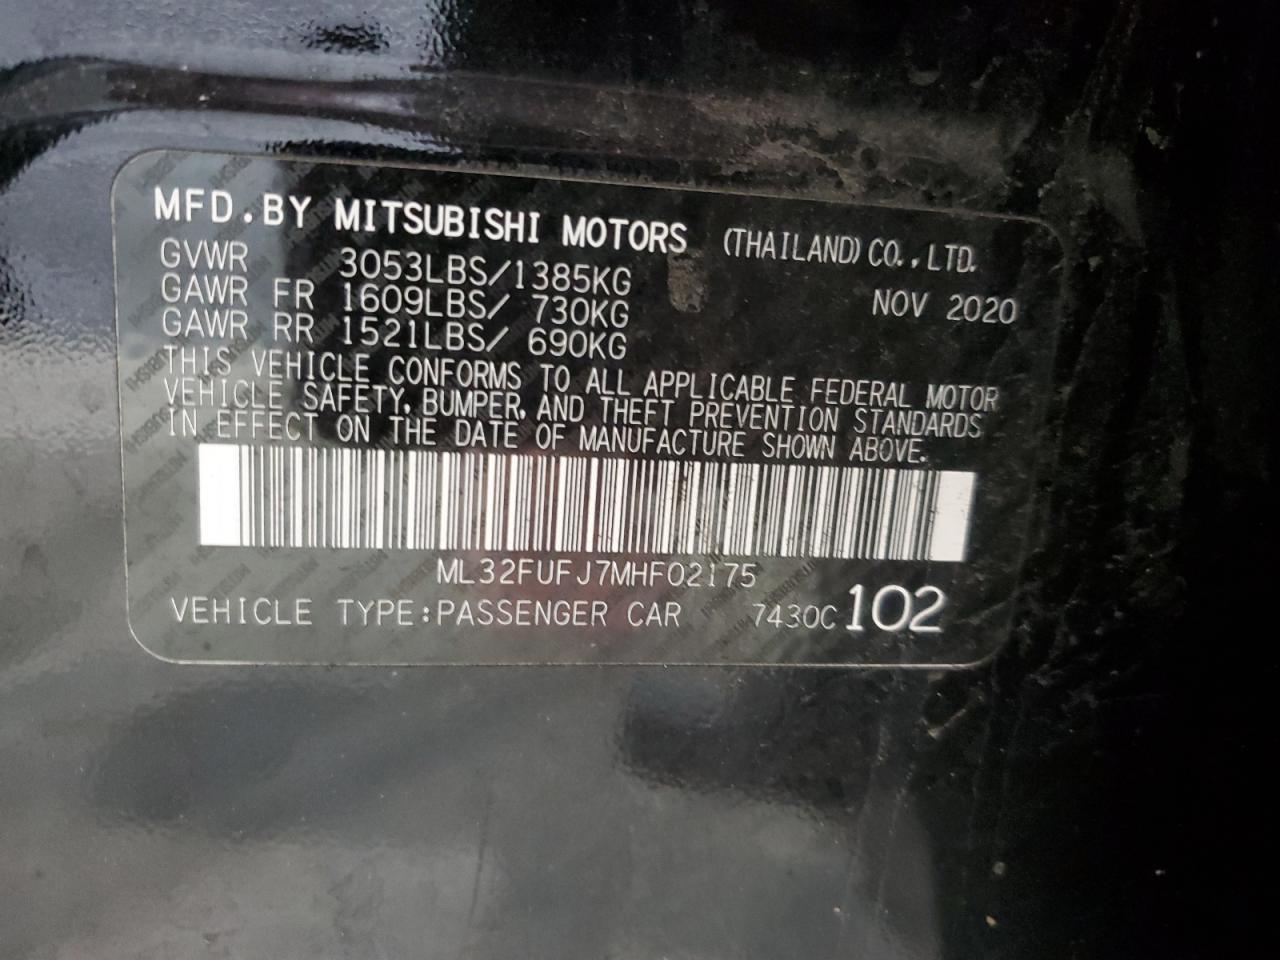 MFD.BY MITSUBISHI MOTORS (THAILAND) CO.,LTD.
GVWR 3053LBS/1385KG NOV 2020
GAWR FR 1609LBS/ 730KG
GAWR RR 1521LBS/ 690KG
THIS VEHICLE CONFORMS TO ALL APPLICABLE FEDERAL MOTOR
VEHICLE SAFETY, BUMPER, AND THEFT PREVENTION STANDARDS
IN EFFECT ON THE DATE OF MANUFACTURE SHOWN ABOVE.
ML32FUFJ7MHF02175
VEHICLE TYPE:PASSENGER CAR 7430C 102